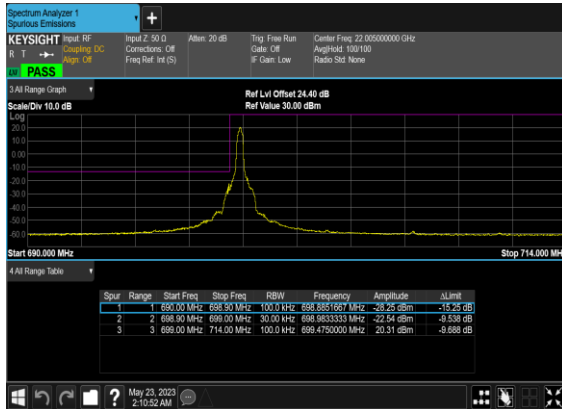 Spectrum Analyzer 1
Spurious Emissions
KEYSIGHT
R T
Input: RF
Coupling: DC
Align: Off
Input Z: 50 Ω
Corrections: Off
Freq Ref: Int (S)
Atten: 20 dB
Trig: Free Run
Gate: Off
IF Gain: Low
Center Freq: 22.005000000 GHz
Avg|Hold: 100/100
Radio Std: None
PASS
3 All Range Graph
Scale/Div 10.0 dB
Ref Lvl Offset 24.40 dB
Ref Value 30.00 dBm
Log
20.0
10.0
0.00
-10.0
-20.0
-30.0
-40.0
-50.0
-60.0
Start 690.000 MHz
Stop 714.000 MH
4 All Range Table
Spur Range Start Freq Stop Freq RBW Frequency Amplitude ΔLimit
1 1 690.00 MHz 698.90 MHz 100.0 kHz 698.8851667 MHz -28.25 dBm -15.25 dB
2 2 698.90 MHz 699.00 MHz 30.00 kHz 698.9833333 MHz -22.54 dBm -9.538 dB
3 3 699.00 MHz 714.00 MHz 100.0 kHz 699.4750000 MHz 20.31 dBm -9.688 dB
?
May 23, 2023
2:10:52 AM